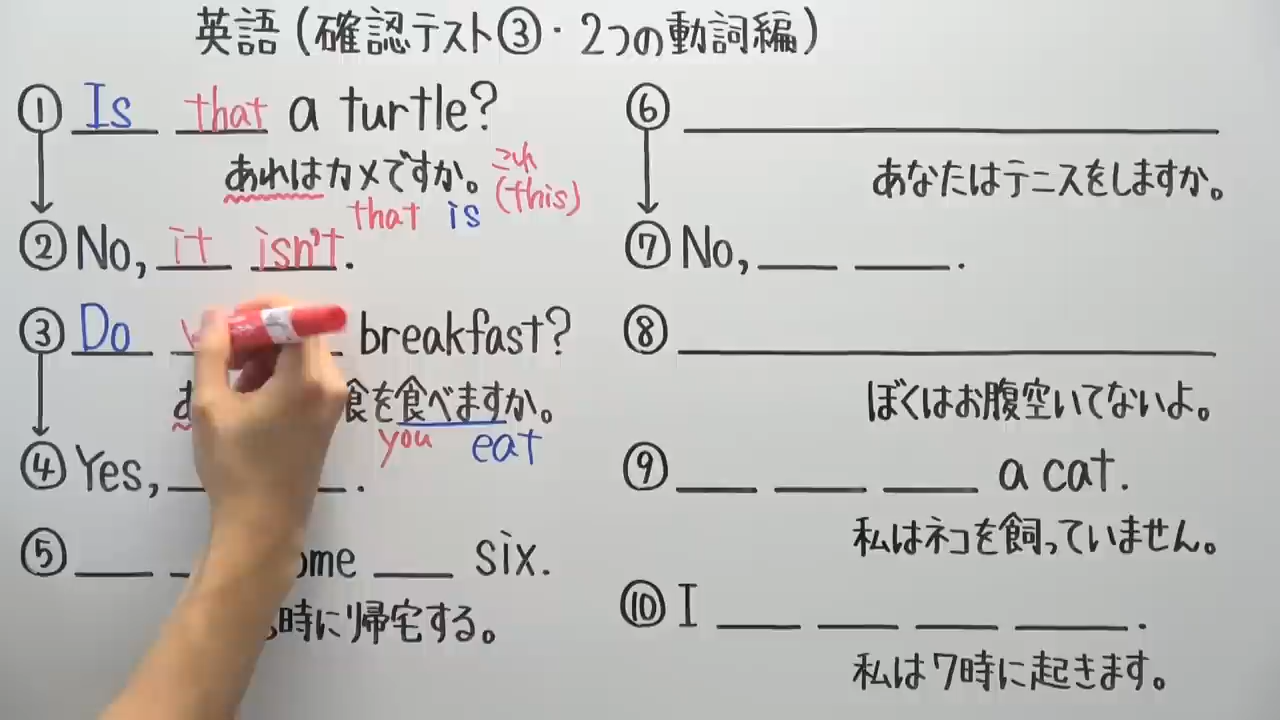 英語(確認テスト③・2つの動詞編)
① Is that a turtle?
あれはカメですか。 これ
that is (this)
② No, it isn't.
③ Do breakfast?
食を食べますか。
you eat
④ Yes, .
⑤ ome six.
時に帰宅する。
⑥
あなたはテニスをしますか。
⑦ No, .
⑧
ぼくはお腹空いてないよ。
⑨ a cat.
私はネコを飼っていません。
⑩ I .
私は7時に起きます。